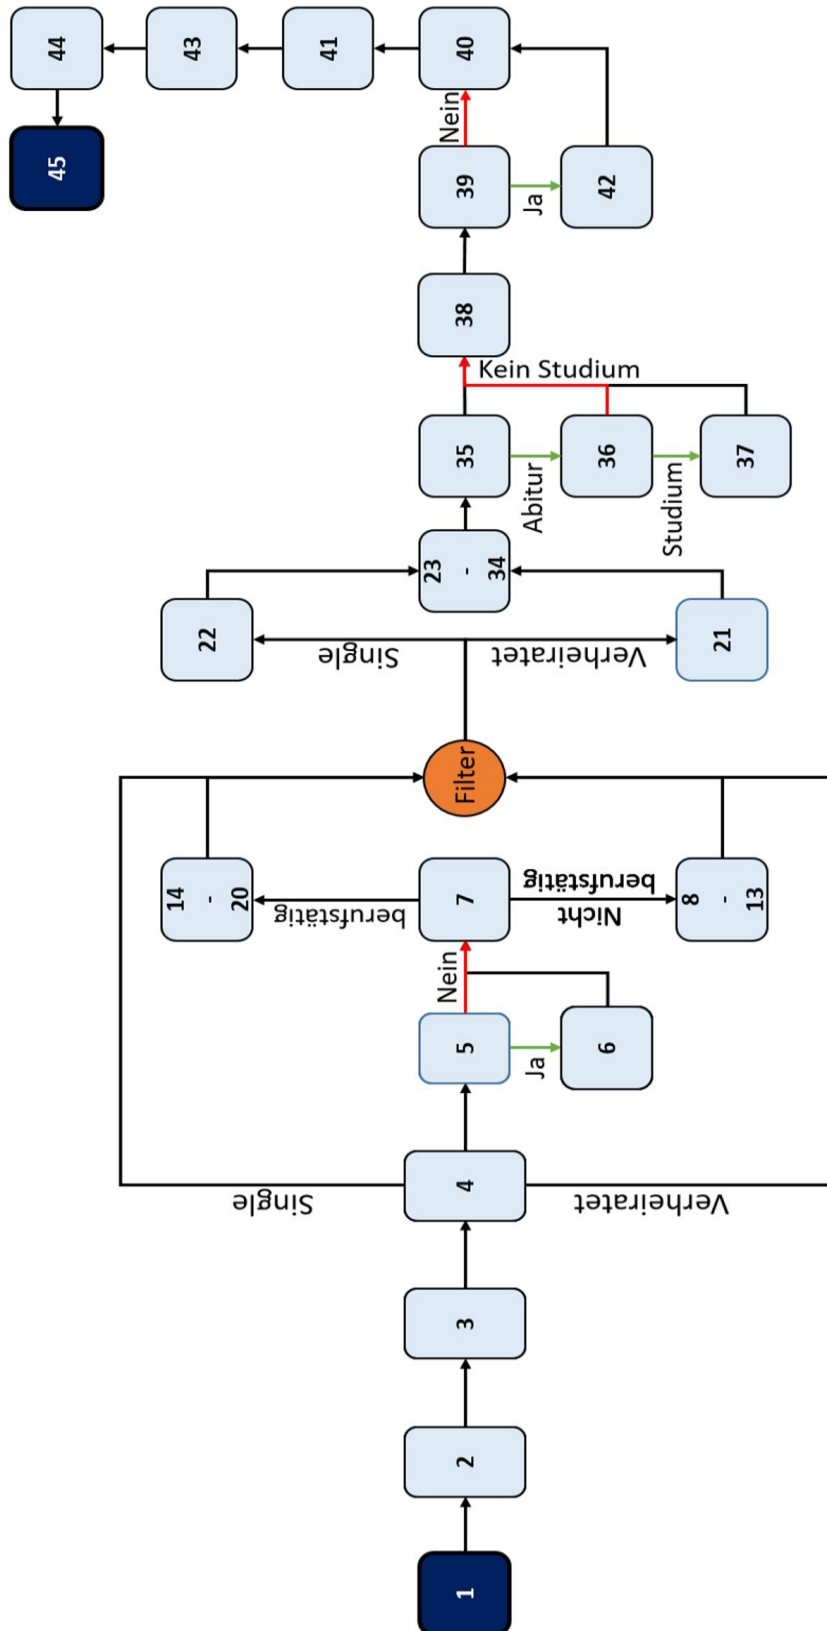 1
2
3
4
Single
Verheiratet
5
Ja
Nein
6
7
berufstätig
Nicht
berufstätig
14
-
20
8
-
13
Filter
Single
Verheiratet
22
21
23
-
34
35
Abitur
36
Studium
37
Kein Studium
38
39
Ja
Nein
42
40
41
43
44
45